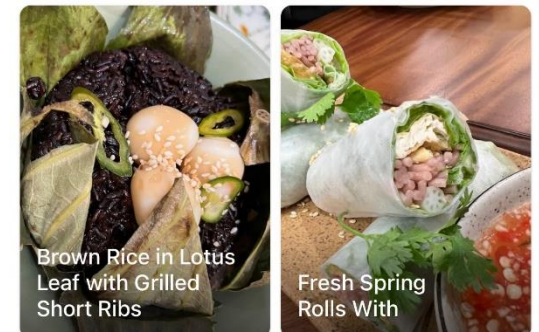 Brown Rice in Lotus
Leaf with Grilled
Short Ribs
Fresh Spring
Rolls With